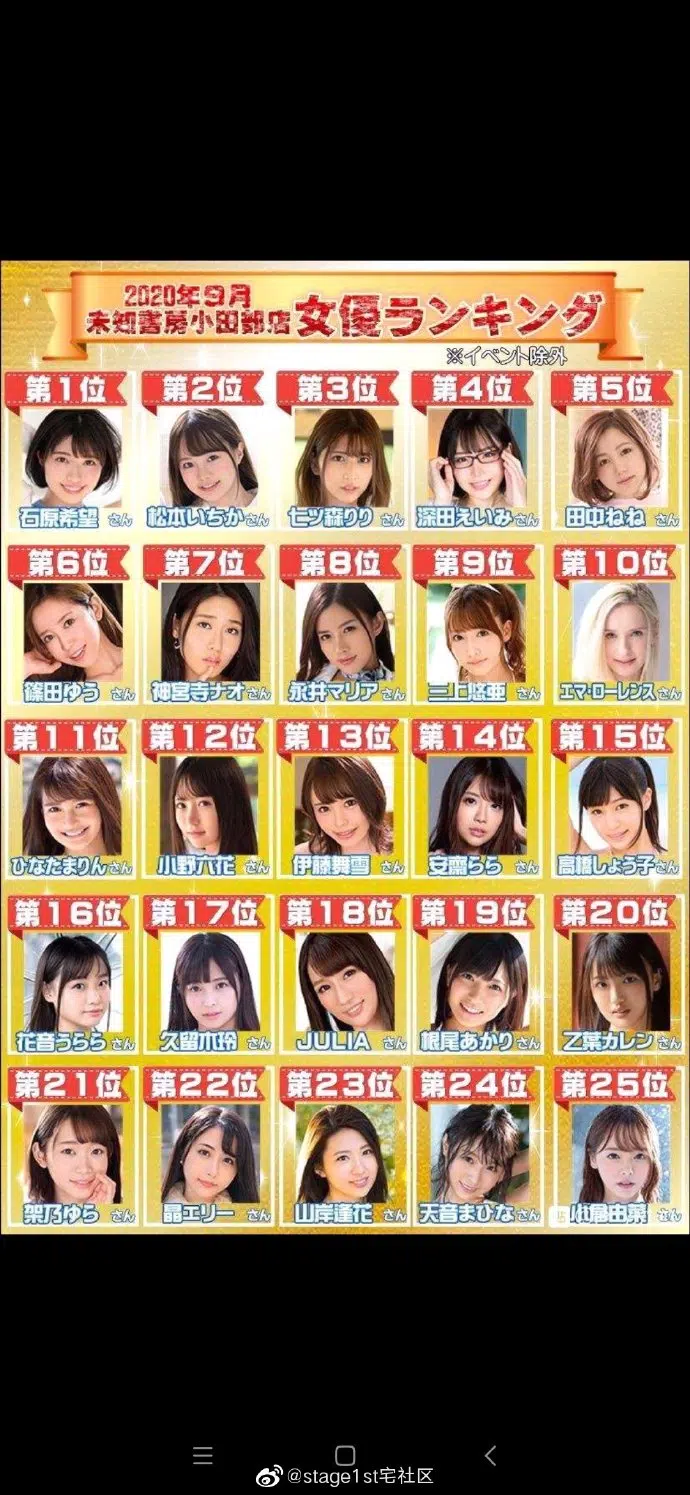 2020年9月
未知書房小田部店 女優ランキング
※イベント除外
第1位 第2位 第3位 第4位 第5位
石原希望さん 松本いちかさん 七ツ森りりさん 深田えいみさん 田中ねねさん
第6位 第7位 第8位 第9位 第10位
篠田ゆうさん 神宮寺ナオさん 永井マリアさん 三上悠亜さん エマ・ローレンスさん
第11位 第12位 第13位 第14位 第15位
ひなたまりんさん 小野六花さん 伊藤舞雪さん 安齋ららさん 高橋しょう子さん
第16位 第17位 第18位 第19位 第20位
花音うららさん 久留木玲さん JULIAさん 根尾あかりさん 乙葉カレンさん
第21位 第22位 第23位 第24位 第25位
架乃ゆらさん 晶エリーさん 山岸逢花さん 天音まひなさん 小倉由菜
@stage1st宅社区